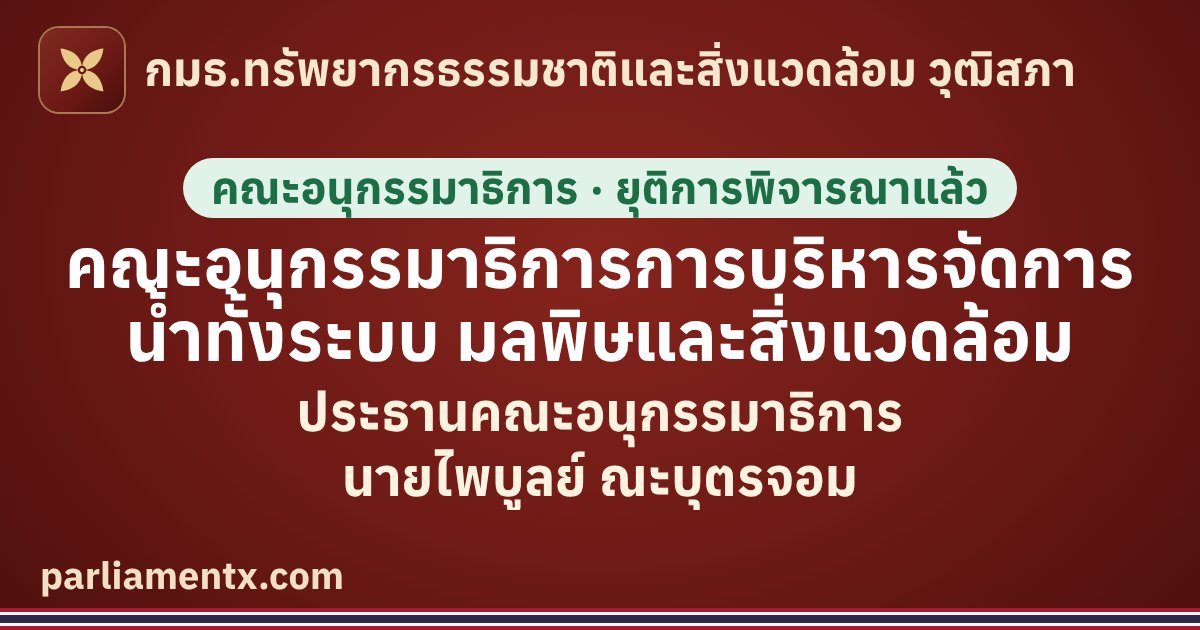 กมธ.ทรัพยากรธรรมชาติและสิ่งแวดล้อม วุฒิสภา
คณะอนุกรรมาธิการ · ยุติการพิจารณาแล้ว
คณะอนุกรรมาธิการการบริหารจัดการ
น้ำทั้งระบบ มลพิษและสิ่งแวดล้อม
ประธานคณะอนุกรรมาธิการ
นายไพบูลย์ ณะบุตรจอม
parliamentx.com